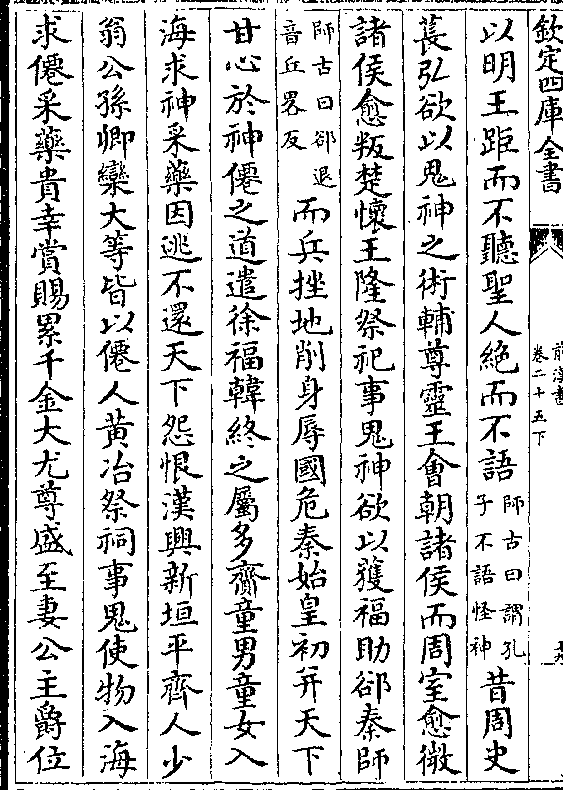 欽定四庫全書
前漢書
卷二十五下
以明王距而不聽聖人絶而不語師古曰謂孔子不語怪神昔周史
萇弘欲以鬼神之術輔尊靈王會朝諸侯而周室愈微
諸侯愈叛楚懷王隆祭祀事鬼神欲以獲福助郤秦師
師古曰郤退音丘畧反而兵挫地削身辱國危秦始皇初并天下
甘心於神僊之道遣徐福韓終之屬多齎童男童女入
海求神采藥因逃不還天下怨恨漢興新垣平齊人少
翁公孫卿欒大等皆以僊人黃冶祭祠事鬼使物入海
求僊采藥貴幸賞賜累千金大尤尊盛至妻公主爵位